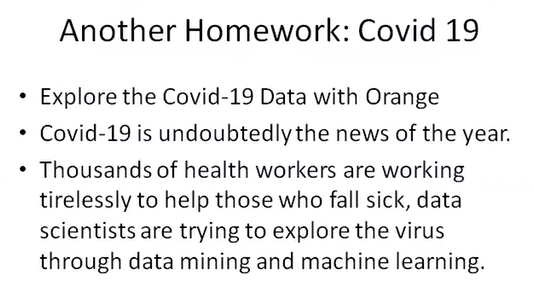 Another Homework: Covid 19
• Explore the Covid-19 Data with Orange
• Covid-19 is undoubtedly the news of the year.
• Thousands of health workers are working
tirelessly to help those who fall sick, data
scientists are trying to explore the virus
through data mining and machine learning.